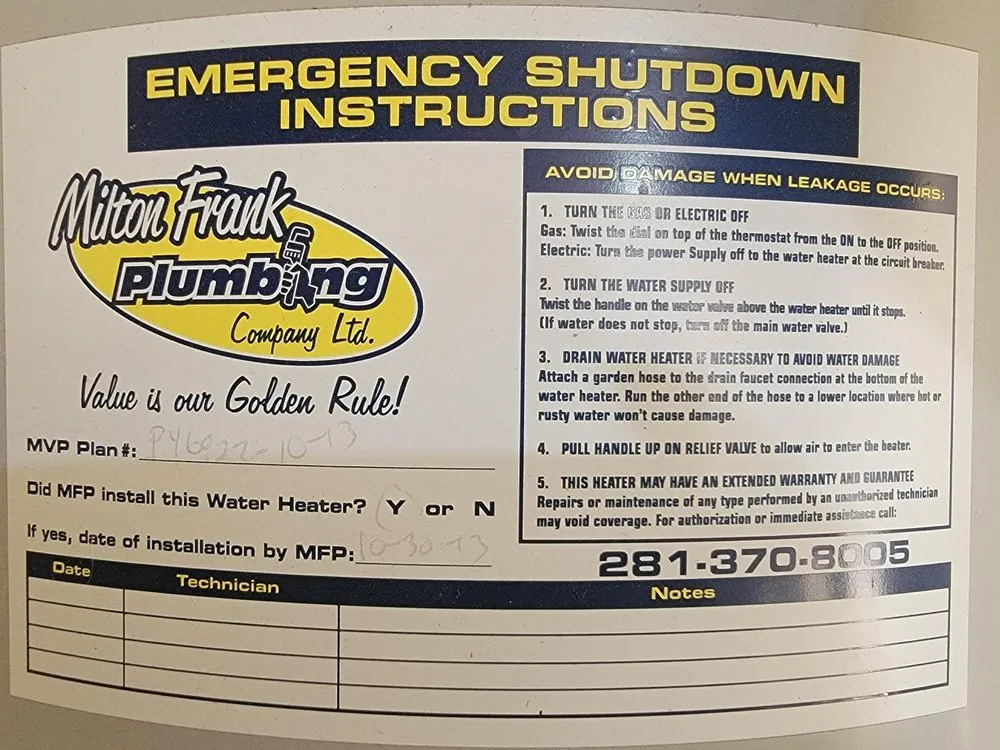 EMERGENCY SHUTDOWN
INSTRUCTIONS
Milton Frank
Plumbing
Company Ltd.
Value is our Golden Rule!
MVP Plan #: P46922-10-13
Did MFP install this Water Heater? Y or N
If yes, date of installation by MFP: 10-30-13
AVOID DAMAGE WHEN LEAKAGE OCCURS:
1. TURN THE GAS OR ELECTRIC OFF
Gas: Twist the dial on top of the thermostat from the ON to the OFF position.
Electric: Turn the power Supply off to the water heater at the circuit breaker.
2. TURN THE WATER SUPPLY OFF
Twist the handle on the water valve above the water heater until it stops.
(If water does not stop, turn off the main water valve.)
3. DRAIN WATER HEATER IF NECESSARY TO AVOID WATER DAMAGE
Attach a garden hose to the drain faucet connection at the bottom of the
water heater. Run the other end of the hose to a lower location where hot or
rusty water won't cause damage.
4. PULL HANDLE UP ON RELIEF VALVE to allow air to enter the heater.
5. THIS HEATER MAY HAVE AN EXTENDED WARRANTY AND GUARANTEE
Repairs or maintenance of any type performed by an unauthorized technician
may void coverage. For authorization or immediate assistance call:
281-370-8005
Date Technician Notes